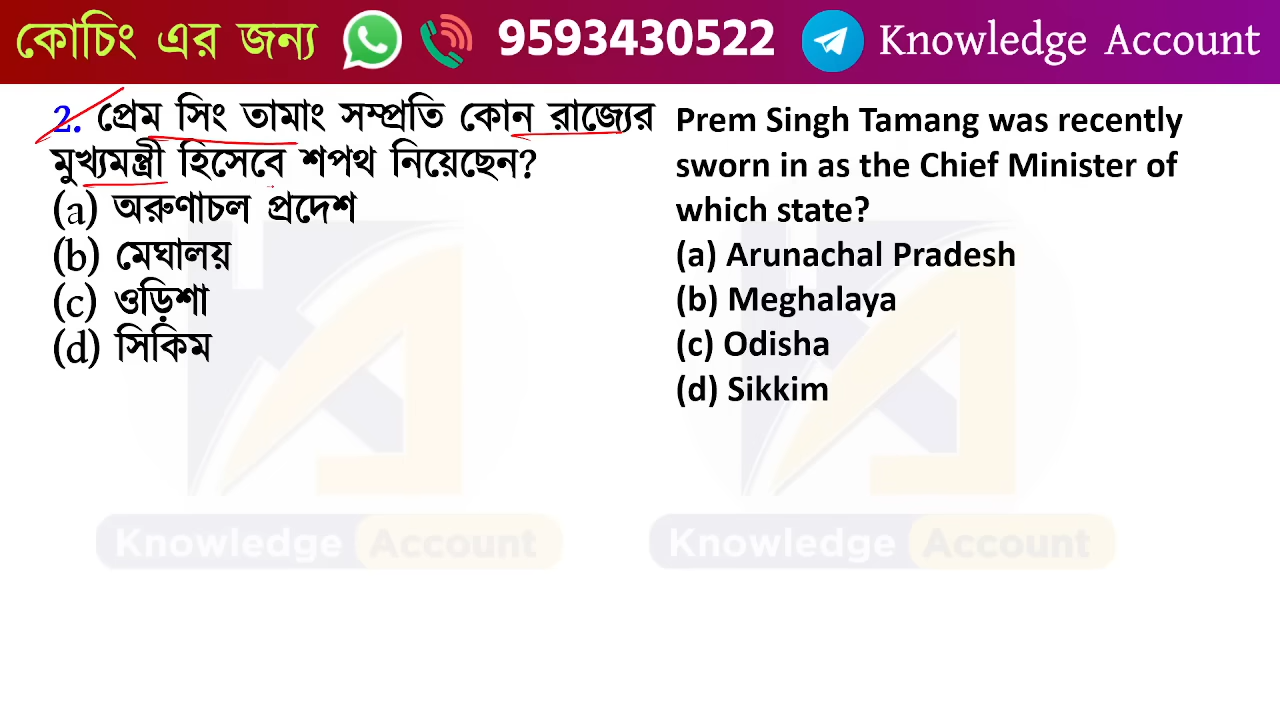 কোচিং এর জন্য 9593430522 Knowledge Account
2. প্রেম সিং তামাং সম্প্রতি কোন রাজ্যের
মুখ্যমন্ত্রী হিসেবে শপথ নিয়েছেন?
(a) অরুণাচল প্রদেশ
(b) মেঘালয়
(c) ওড়িশা
(d) সিকিম
Prem Singh Tamang was recently
sworn in as the Chief Minister of
which state?
(a) Arunachal Pradesh
(b) Meghalaya
(c) Odisha
(d) Sikkim
Knowledge Account
Knowledge Account